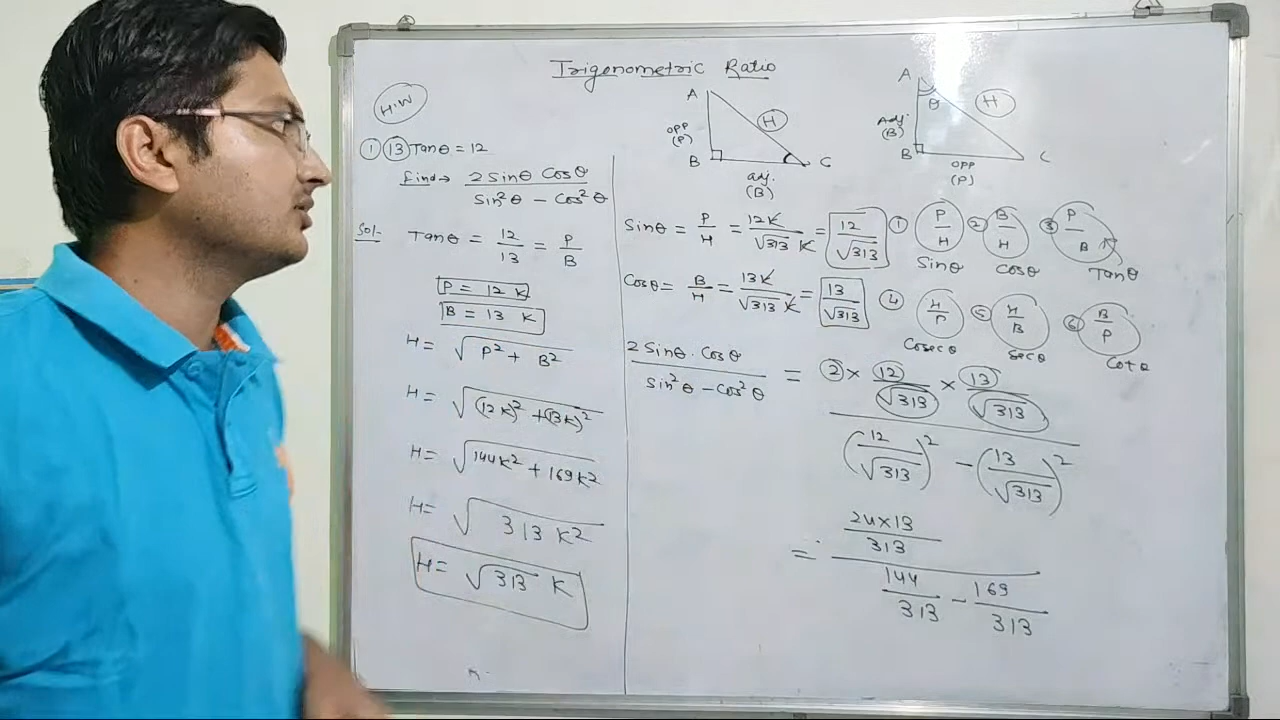 Trigonometric Ratio
H.W
① ⑬ Tanθ = 12
find → 2 Sinθ Cosθ / Sin²θ - Cos²θ
Sol- Tanθ = 12/13 = P/B
P = 12 K
B = 13 K
H = √P² + B²
H = √(12K)² + (13K)²
H = √144K² + 169K²
H = √313 K²
H = √313 K
A
OPP (P)
H
B
adj. (B)
C
A
θ
Adj. (B)
H
B
OPP (P)
C
Sinθ = P/H = 12K/√313 K = 12/√313
Cosθ = B/H = 13K/√313 K = 13/√313
① P/H Sinθ
② B/H Cosθ
③ P/B Tanθ
④ H/P Cosecθ
⑤ H/B Secθ
⑥ B/P Cotθ
2 Sinθ . Cosθ / Sin²θ - Cos²θ = 2 × 12/√313 × 13/√313 / (12/√313)² - (13/√313)²
= 24×13/313 / 144/313 - 169/313